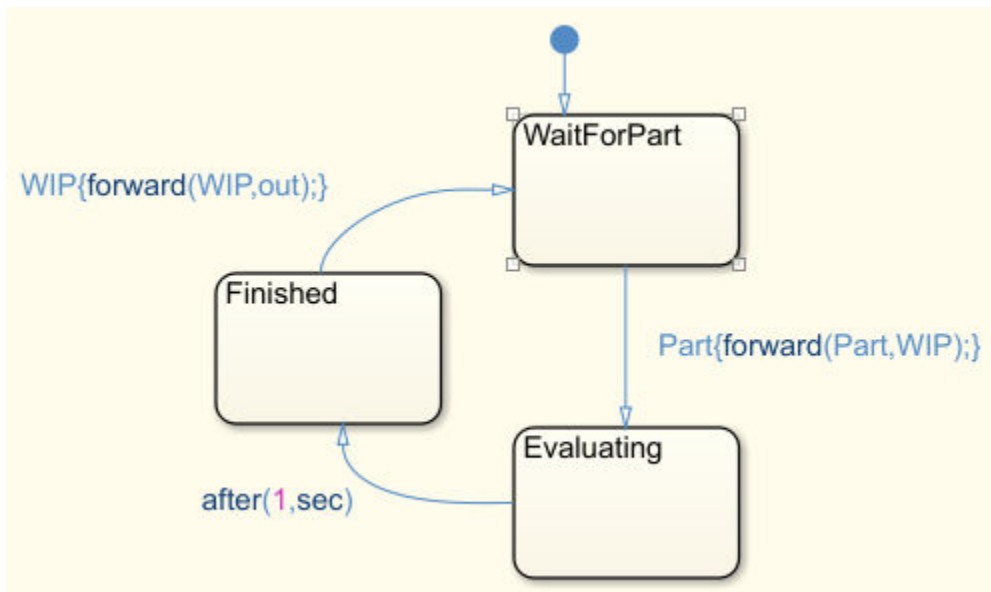 WaitForPart
WIP{forward(WIP,out);}
Finished
Part{forward(Part,WIP);}
Evaluating
after(1,sec)